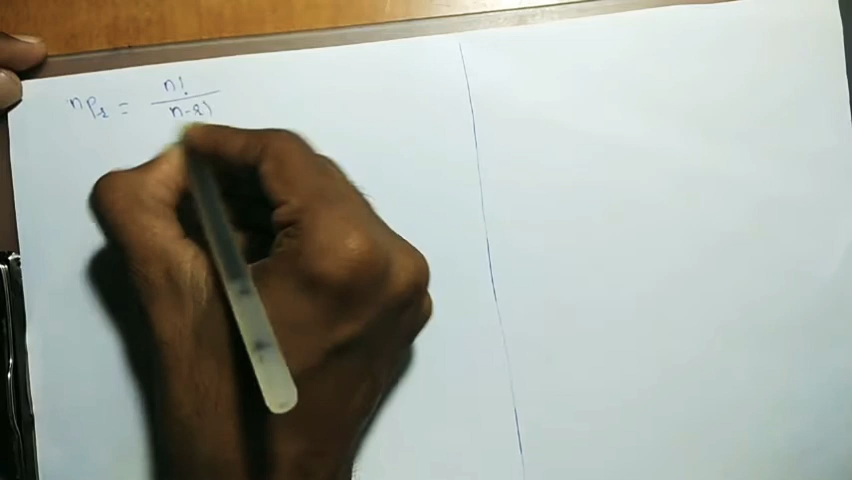 ⁿPᵣ = n! / n-r)